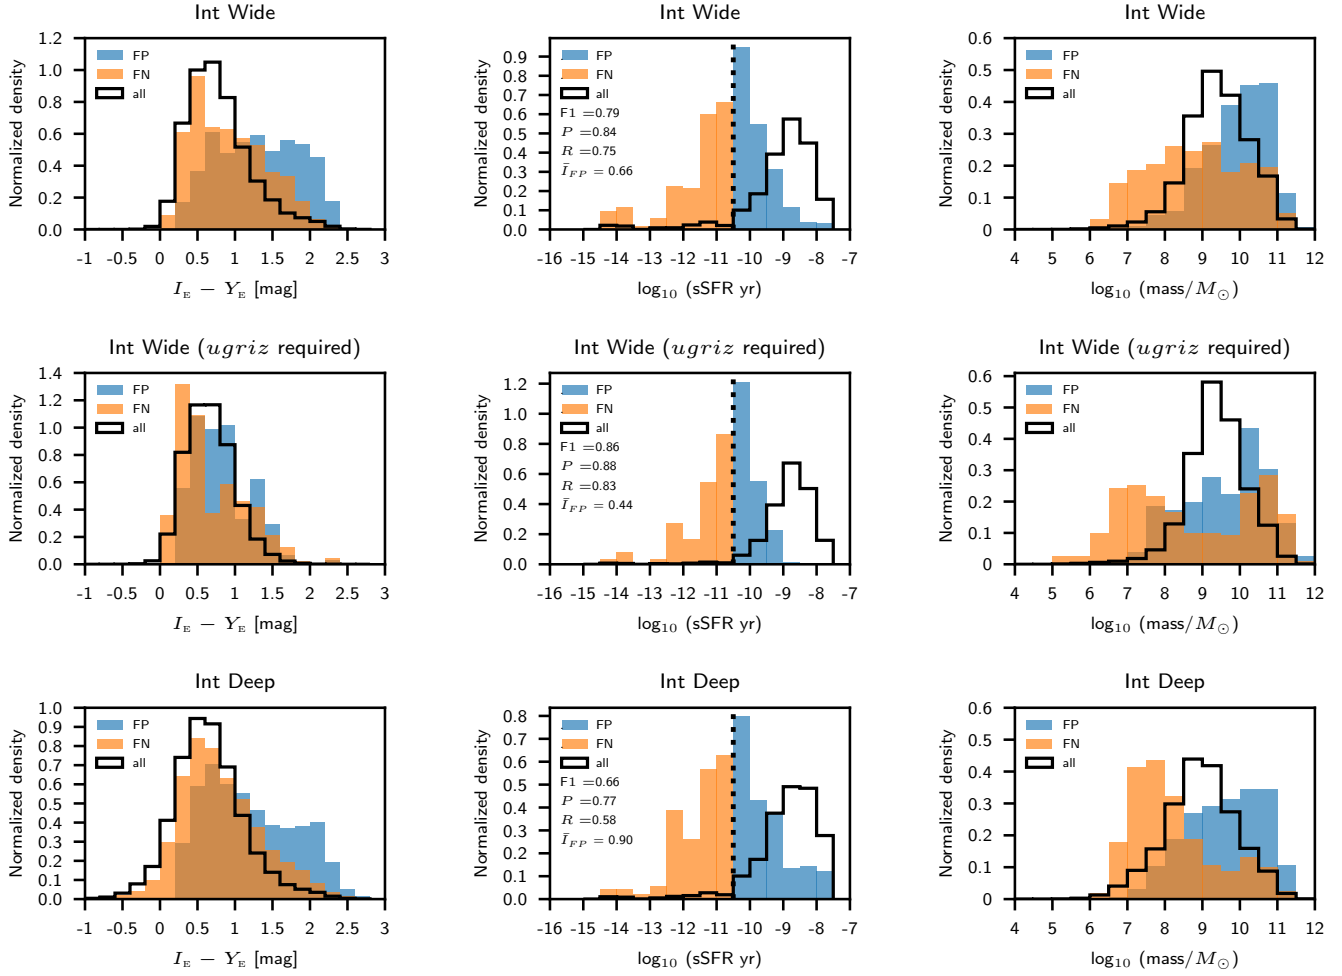 Int Wide
Normalized density
1.2
1.0
0.8
0.6
0.4
0.2
0.0
FP
FN
all
-1 -0.5 0 0.5 1 1.5 2 2.5 3
I_E − Y_E [mag]
Int Wide
Normalized density
0.9
0.8
0.7
0.6
0.5
0.4
0.3
0.2
0.1
0.0
FP
FN
all
F1 =0.79
P =0.84
R =0.75
Ī_FP = 0.66
-16 -15 -14 -13 -12 -11 -10 -9 -8 -7
log₁₀ (sSFR yr)
Int Wide
Normalized density
0.6
0.5
0.4
0.3
0.2
0.1
0
FP
FN
all
4 5 6 7 8 9 10 11 12
log₁₀ (mass/M_⊙)
Int Wide (ugriz required)
Normalized density
1.4
1.2
1.0
0.8
0.6
0.4
0.2
0.0
FP
FN
all
-1 -0.5 0 0.5 1 1.5 2 2.5 3
I_E − Y_E [mag]
Int Wide (ugriz required)
Normalized density
1.2
1.0
0.8
0.6
0.4
0.2
0.0
FP
FN
all
F1 =0.86
P =0.88
R =0.83
Ī_FP = 0.44
-16 -15 -14 -13 -12 -11 -10 -9 -8 -7
log₁₀ (sSFR yr)
Int Wide (ugriz required)
Normalized density
0.6
0.5
0.4
0.3
0.2
0.1
0
FP
FN
all
4 5 6 7 8 9 10 11 12
log₁₀ (mass/M_⊙)
Int Deep
Normalized density
1.0
0.9
0.8
0.7
0.6
0.5
0.4
0.3
0.2
0.1
0.0
FP
FN
all
-1 -0.5 0 0.5 1 1.5 2 2.5 3
I_E − Y_E [mag]
Int Deep
Normalized density
0.8
0.7
0.6
0.5
0.4
0.3
0.2
0.1
0.0
FP
FN
all
F1 =0.66
P =0.77
R =0.58
Ī_FP = 0.90
-16 -15 -14 -13 -12 -11 -10 -9 -8 -7
log₁₀ (sSFR yr)
Int Deep
Normalized density
0.6
0.5
0.4
0.3
0.2
0.1
0
FP
FN
all
4 5 6 7 8 9 10 11 12
log₁₀ (mass/M_⊙)